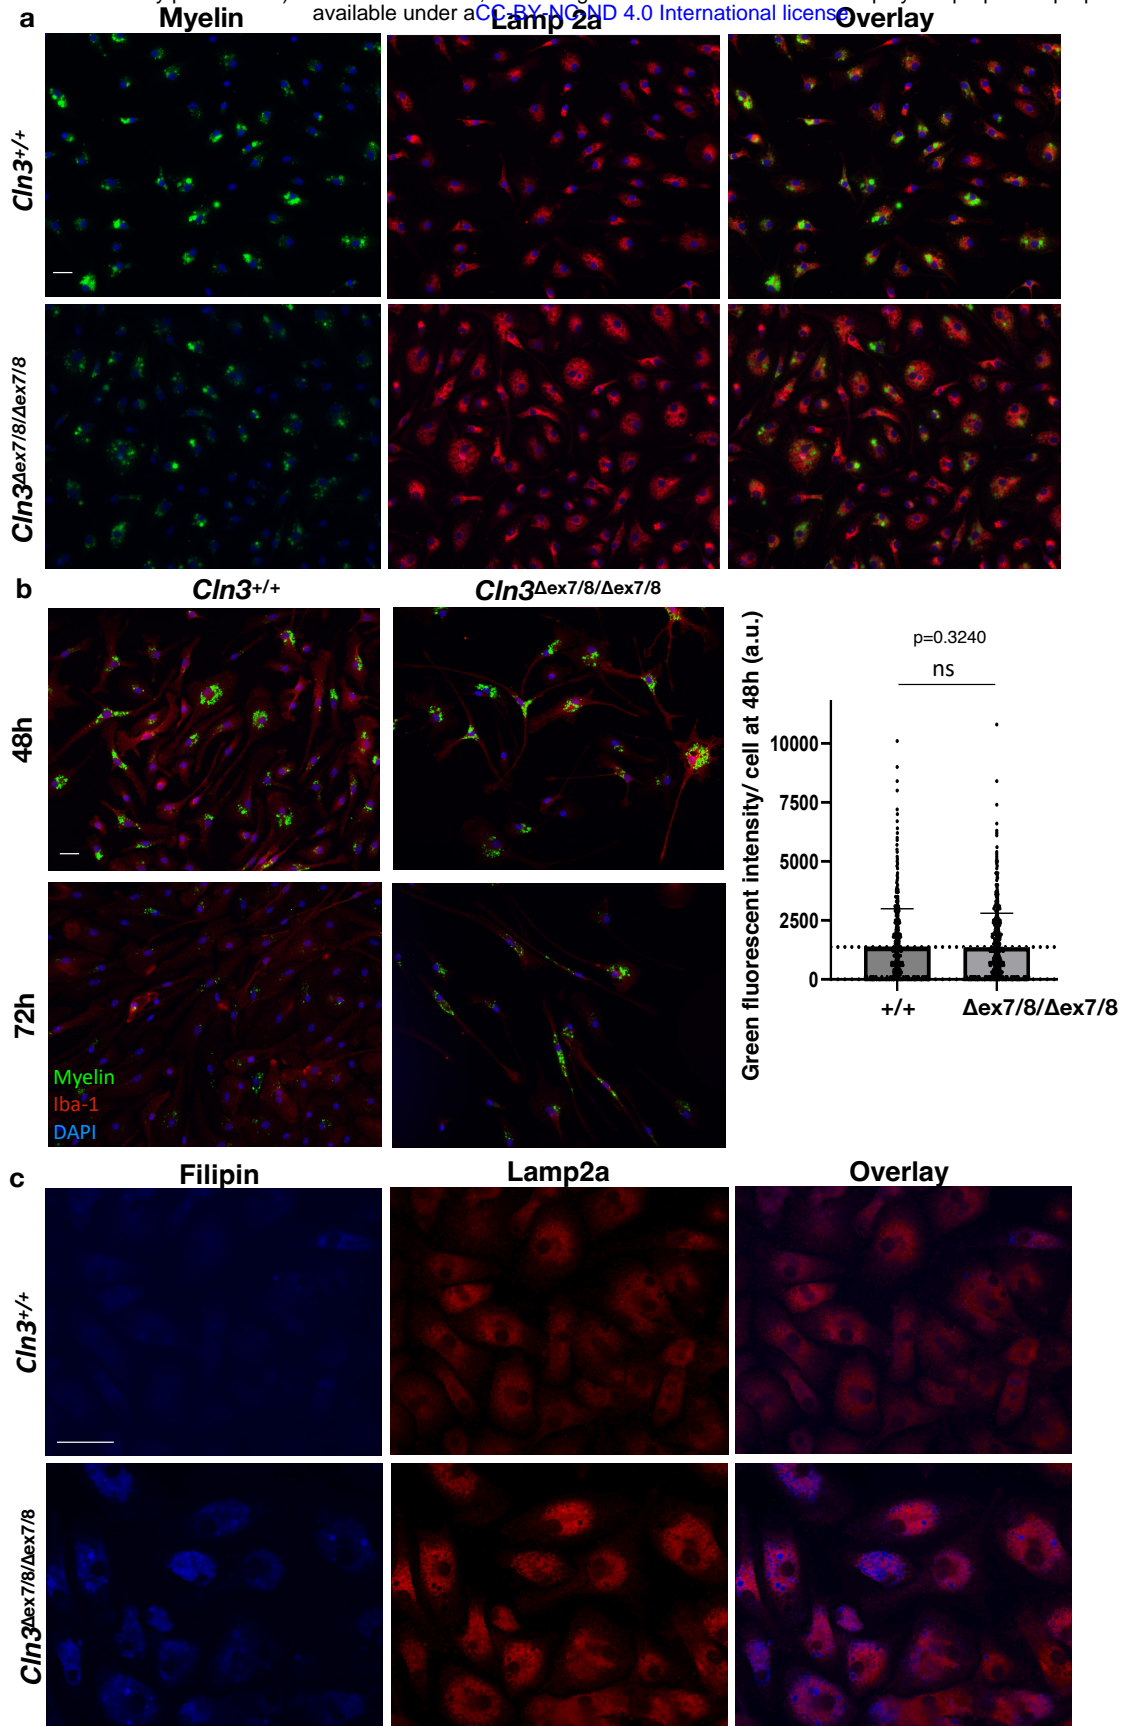 available under aCC-BY-NC-ND 4.0 International license
a
Myelin
Lamp 2a
Overlay
Cln3+/+
Cln3Δex7/8/Δex7/8
b
Cln3+/+
Cln3Δex7/8/Δex7/8
48h
72h
Myelin
Iba-1
DAPI
Green fluorescent intensity/ cell at 48h (a.u.)
p=0.3240
ns
10000
7500
5000
2500
0
+/+
Δex7/8/Δex7/8
c
Filipin
Lamp2a
Overlay
Cln3+/+
Cln3Δex7/8/Δex7/8